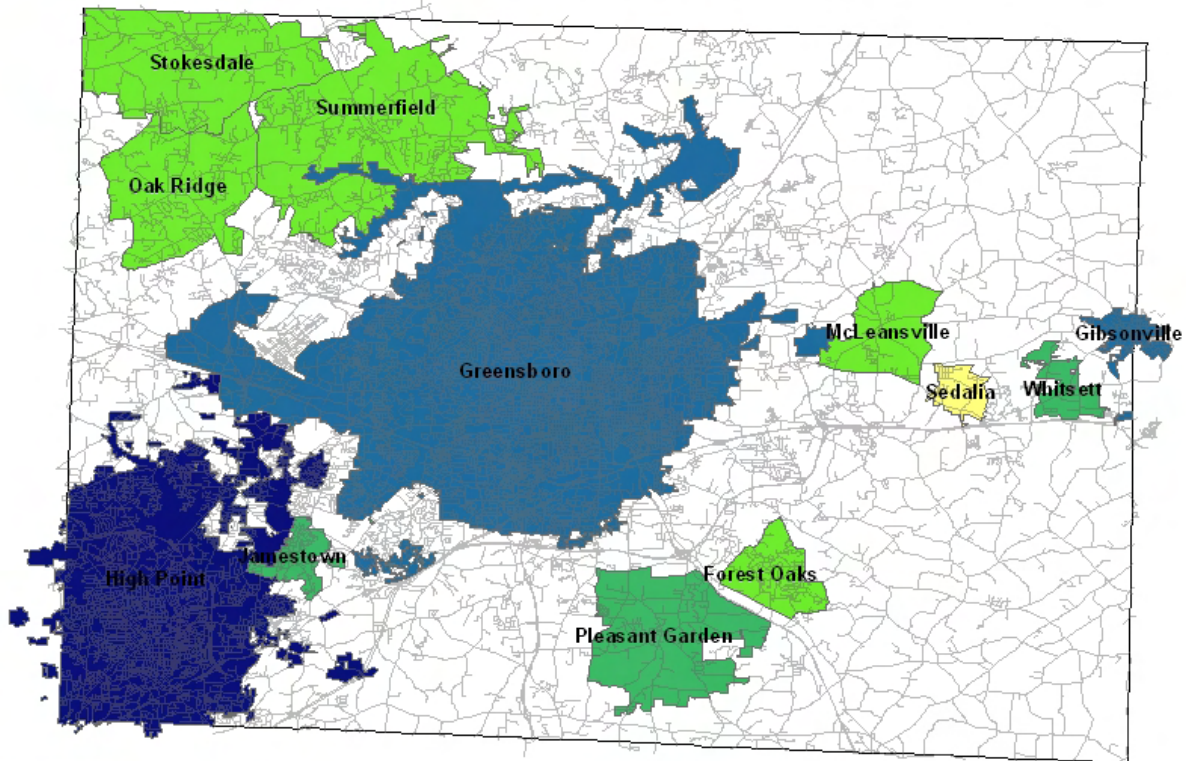 Stokesdale
Summerfield
Oak Ridge
McLeansville
Gibsonville
Greensboro
Sedalia
Whitsett
Jamestown
High Point
Forest Oaks
Pleasant Garden